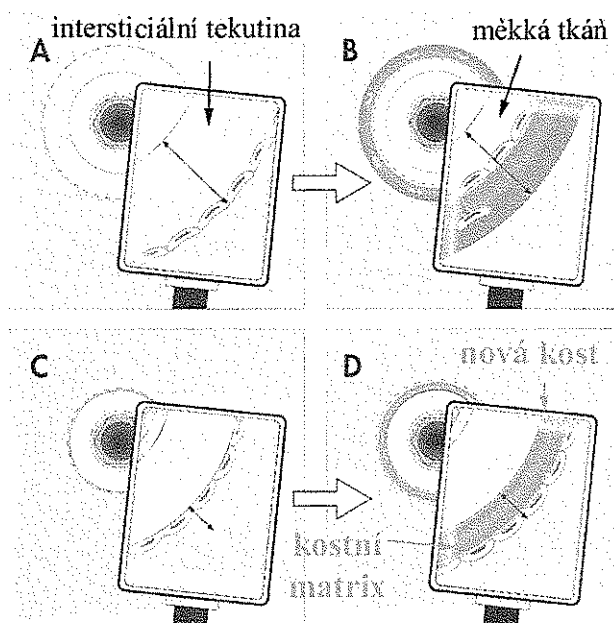 intersticiální tekutina
měkká tkáň
A
B
C
D
nová kost
kostní
matrix